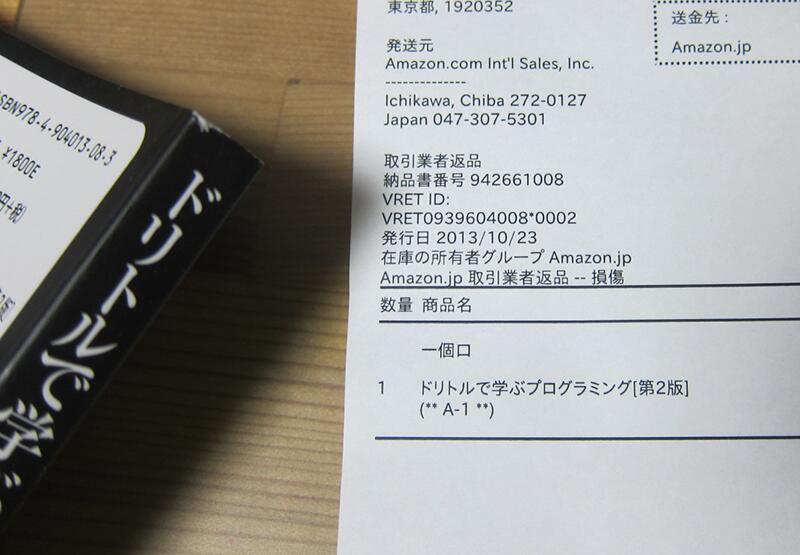 ISBN978-4-904013-08-3
¥1800E
ドリトルで学ぶ
東京都, 1920352
送金先 :
Amazon.jp
発送元
Amazon.com Int'l Sales, Inc.
--------------
Ichikawa, Chiba 272-0127
Japan 047-307-5301
取引業者返品
納品書番号 942661008
VRET ID:
VRET0939604008*0002
発行日 2013/10/23
在庫の所有者グループ Amazon.jp
Amazon.jp 取引業者返品 -- 損傷
数量 商品名
一個口
1 ドリトルで学ぶプログラミング[第2版]
(** A-1 **)